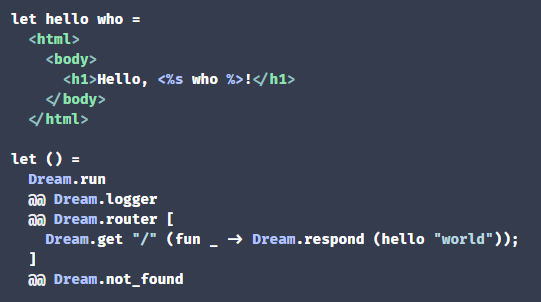 let hello who =
  <html>
    <body>
      <h1>Hello, <%s who %>!</h1>
    </body>
  </html>

let () =
  Dream.run
  @@ Dream.logger
  @@ Dream.router [
    Dream.get "/" (fun _ -> Dream.respond (hello "world"));
  ]
  @@ Dream.not_found